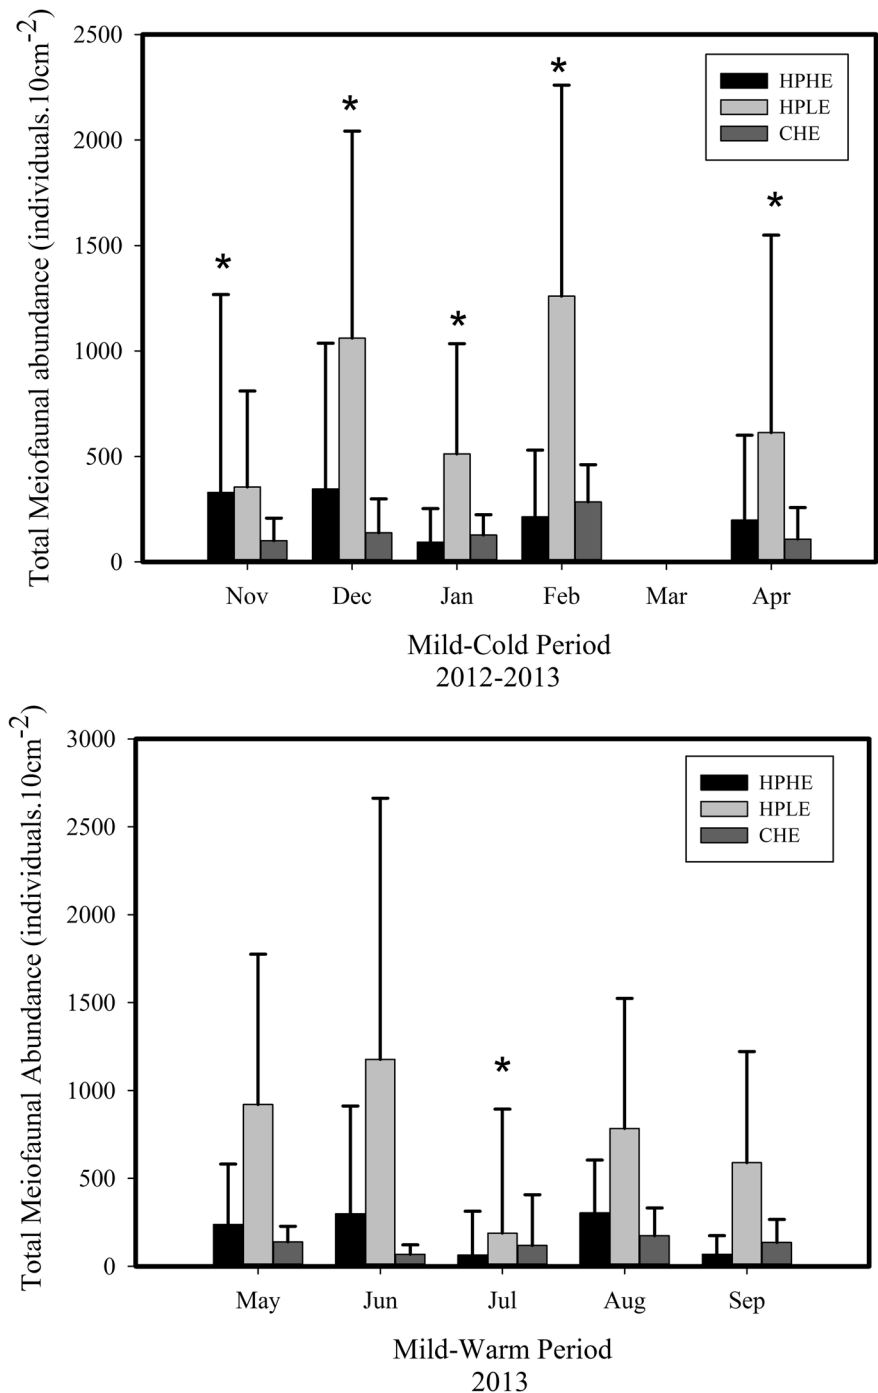 Total Meiofaunal abundance (individuals.10cm⁻²)
2500
2000
1500
1000
500
0
*
*
*
*
*
HPHE
HPLE
CHE
Nov Dec Jan Feb Mar Apr
Mild-Cold Period
2012-2013
Total Meiofaunal Abundance (individuals.10cm⁻²)
3000
2500
2000
1500
1000
500
0
*
HPHE
HPLE
CHE
May Jun Jul Aug Sep
Mild-Warm Period
2013